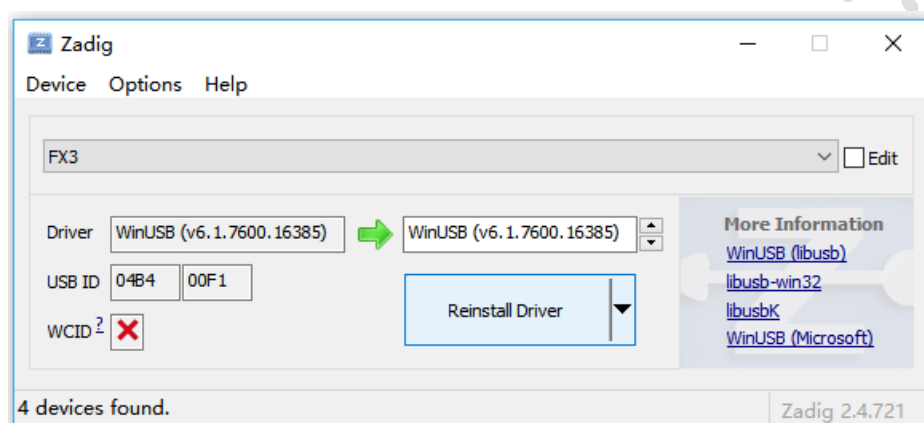 Zadig
Device Options Help
FX3
Edit
Driver WinUSB (v6.1.7600.16385) WinUSB (v6.1.7600.16385)
USB ID 04B4 00F1
WCID ?
Reinstall Driver
More Information
WinUSB (libusb)
libusb-win32
libusbK
WinUSB (Microsoft)
4 devices found.
Zadig 2.4.721